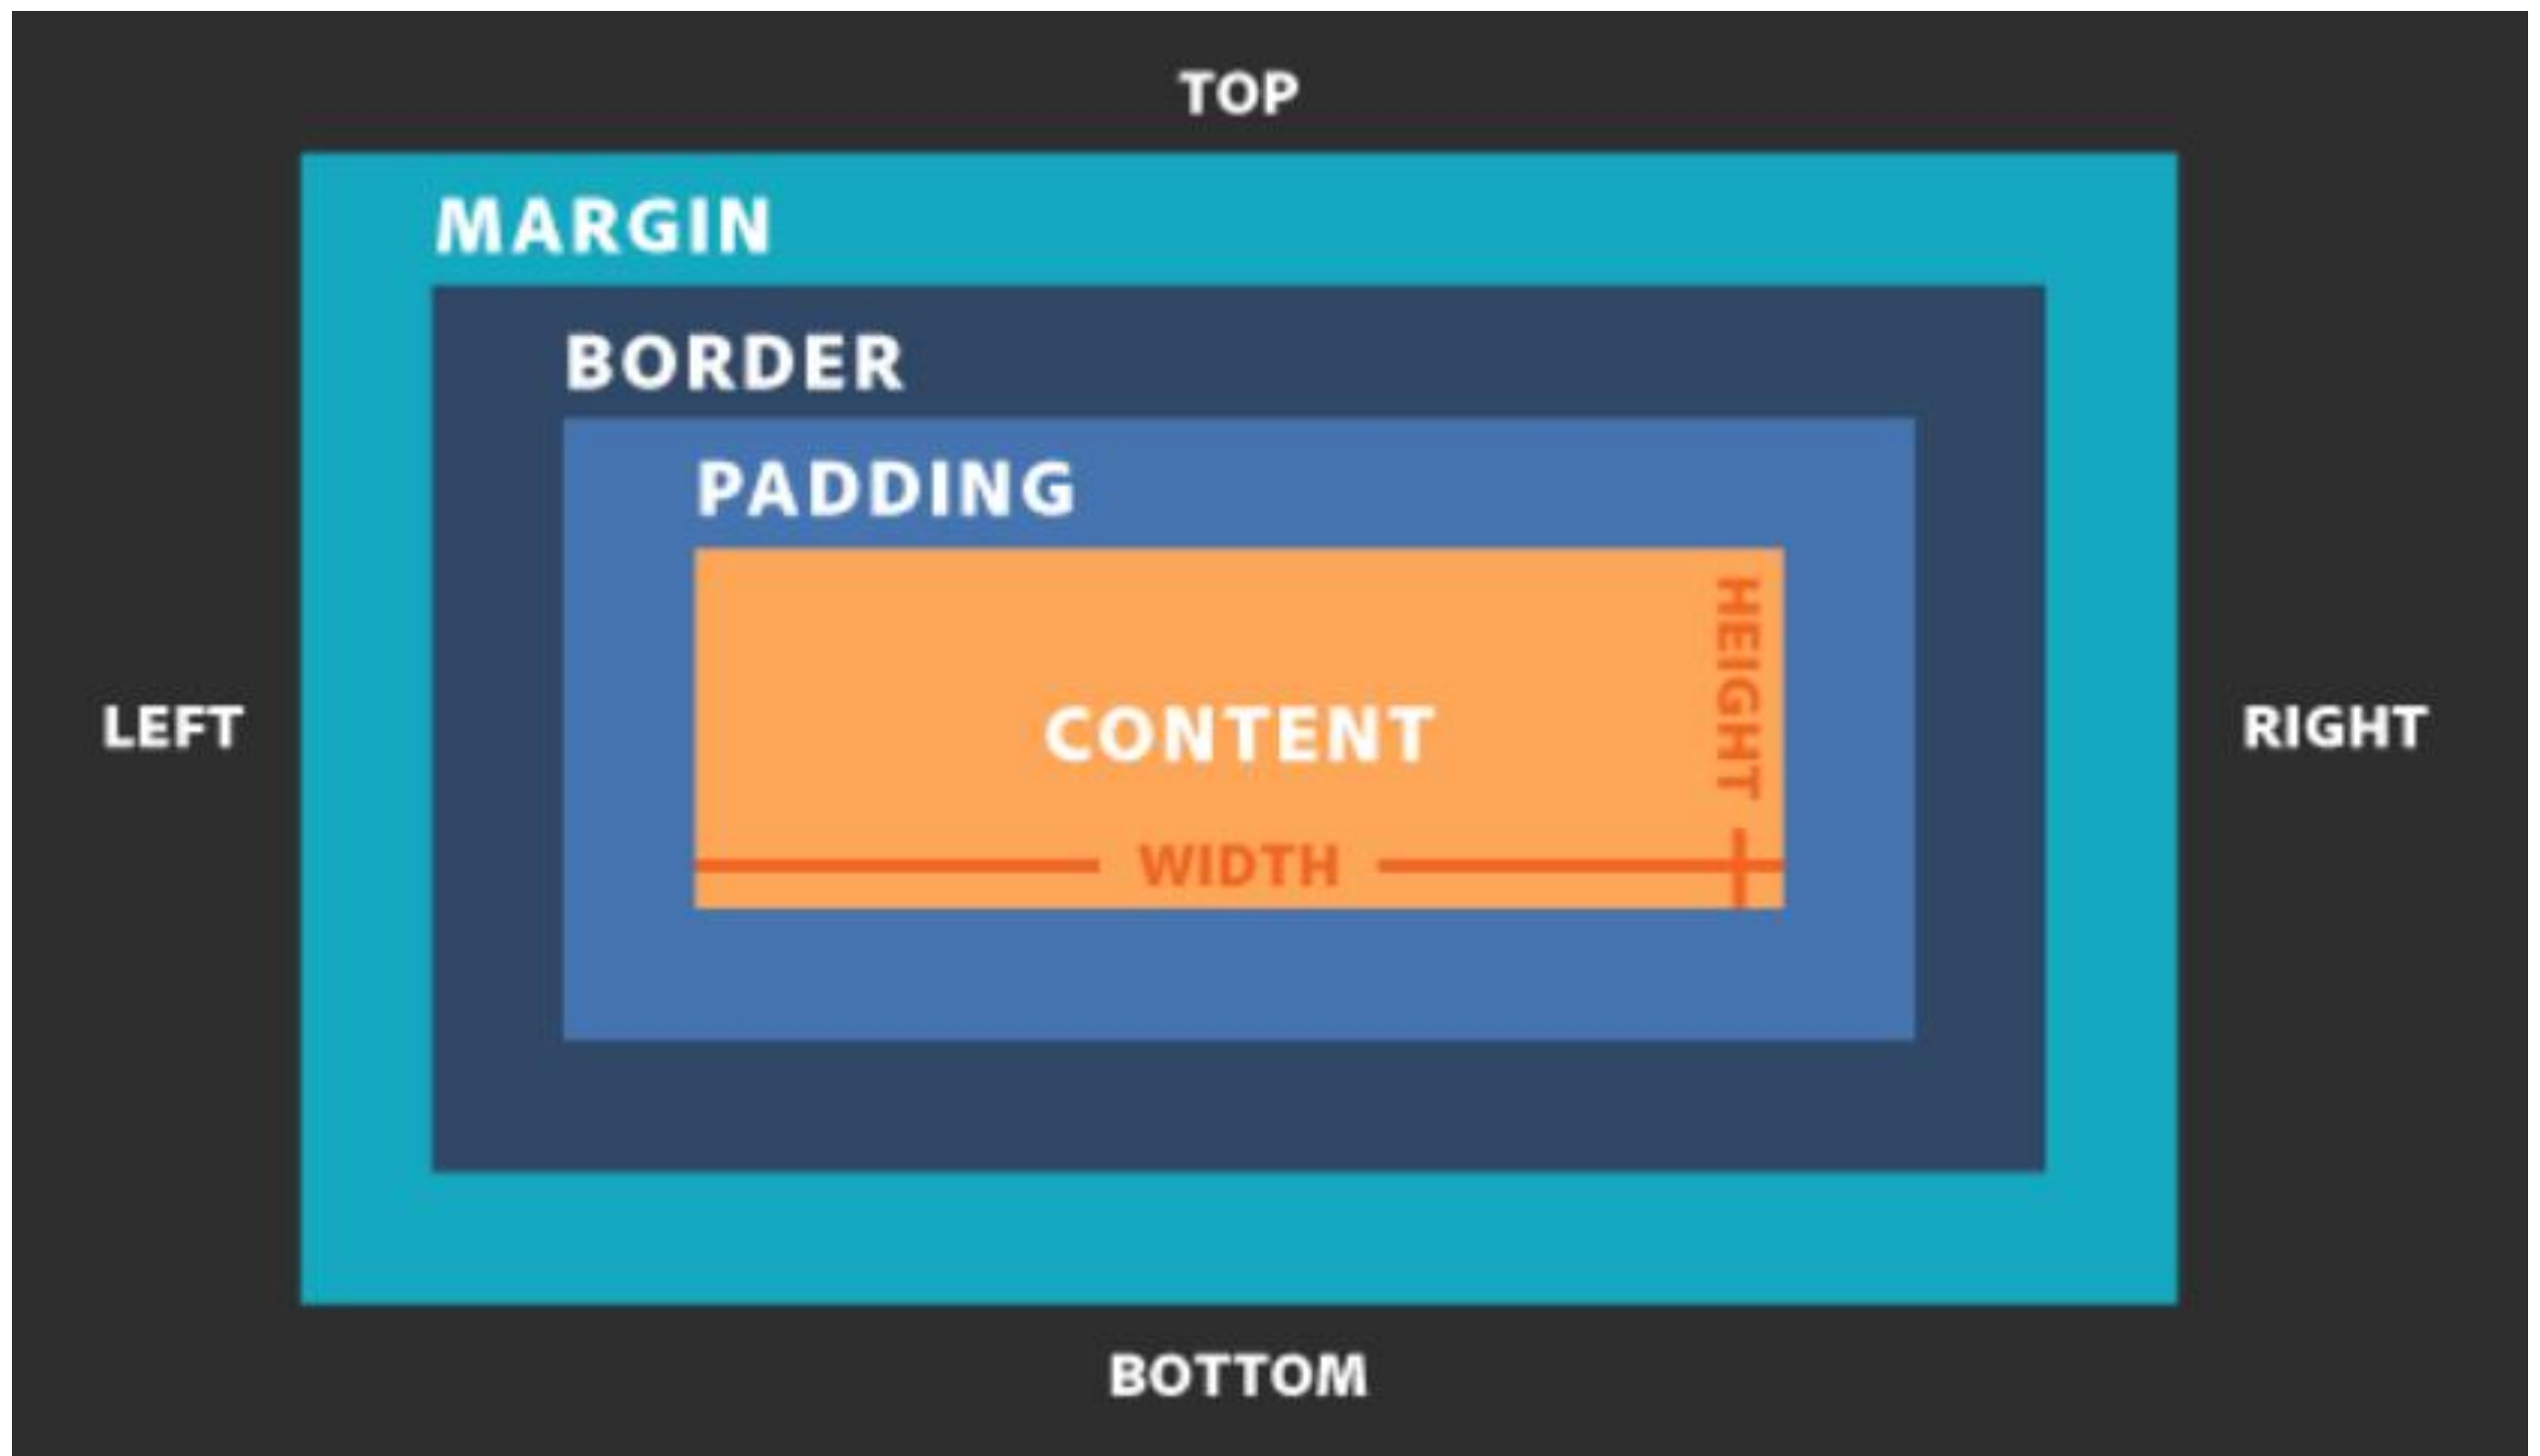 TOP
MARGIN
BORDER
PADDING
HEIGHT
LEFT
CONTENT
RIGHT
WIDTH
BOTTOM